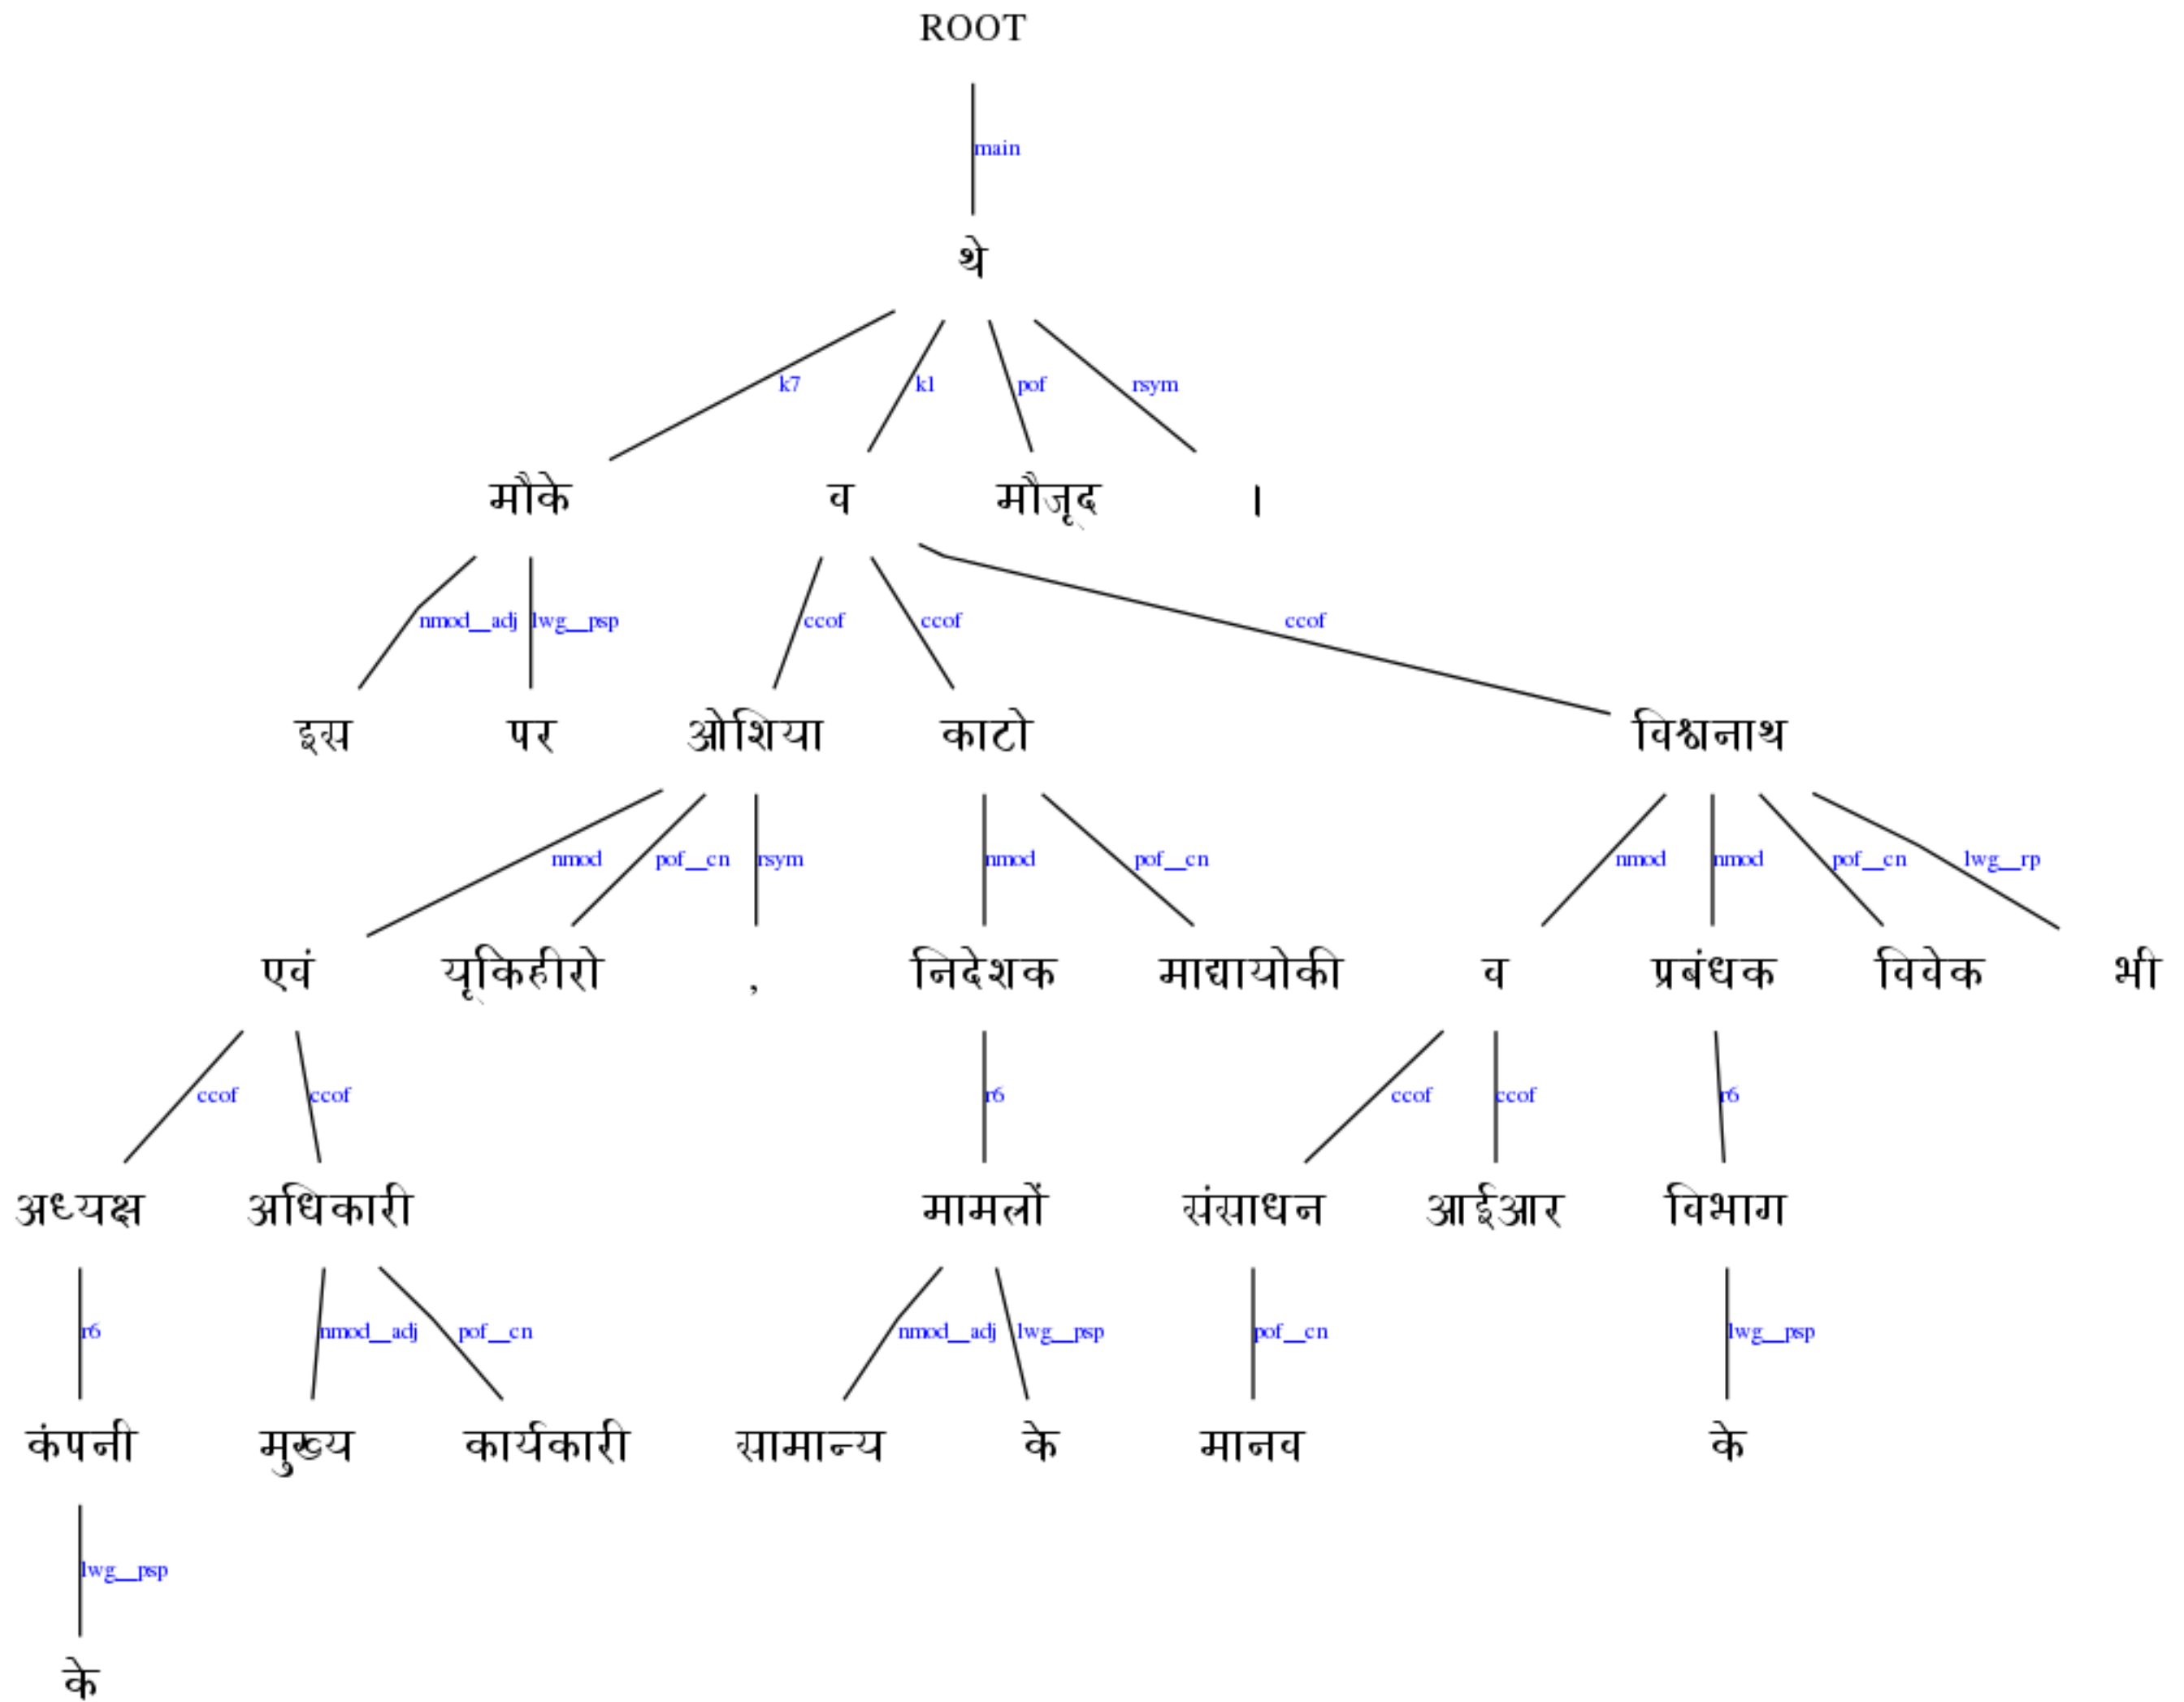 ROOT
main
थे
k7 k1 pof rsym
मौके व मौजूद ।
nmod__adj lwg__psp ccof ccof ccof
इस पर ओशिया काटो विश्वनाथ
nmod pof__cn rsym nmod pof__cn nmod nmod pof__cn lwg__rp
एवं यूकिहीरो , निदेशक माद्यायोकी व प्रबंधक विवेक भी
ccof ccof r6 ccof ccof r6
अध्यक्ष अधिकारी मामलों संसाधन आईआर विभाग
r6 nmod__adj pof__cn nmod__adj lwg__psp pof__cn lwg__psp
कंपनी मुख्य कार्यकारी सामान्य के मानव के
lwg__psp
के